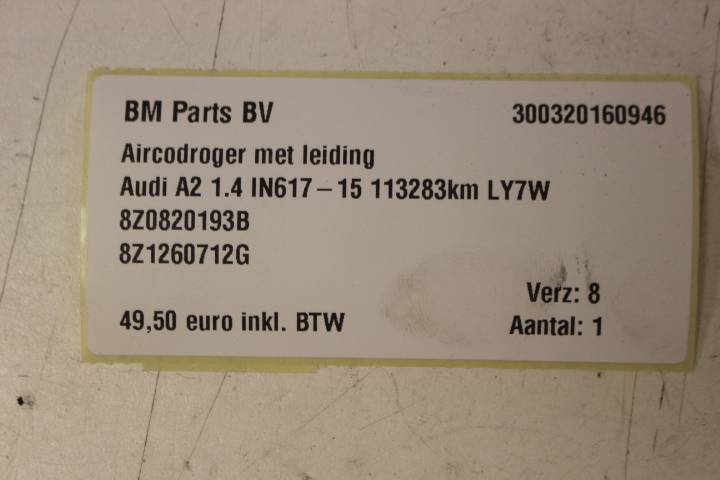 BM Parts BV 300320160946
Aircodroger met leiding
Audi A2 1.4 IN617-15 113283km LY7W
8Z0820193B
8Z1260712G
Verz: 8
49,50 euro inkl. BTW Aantal: 1